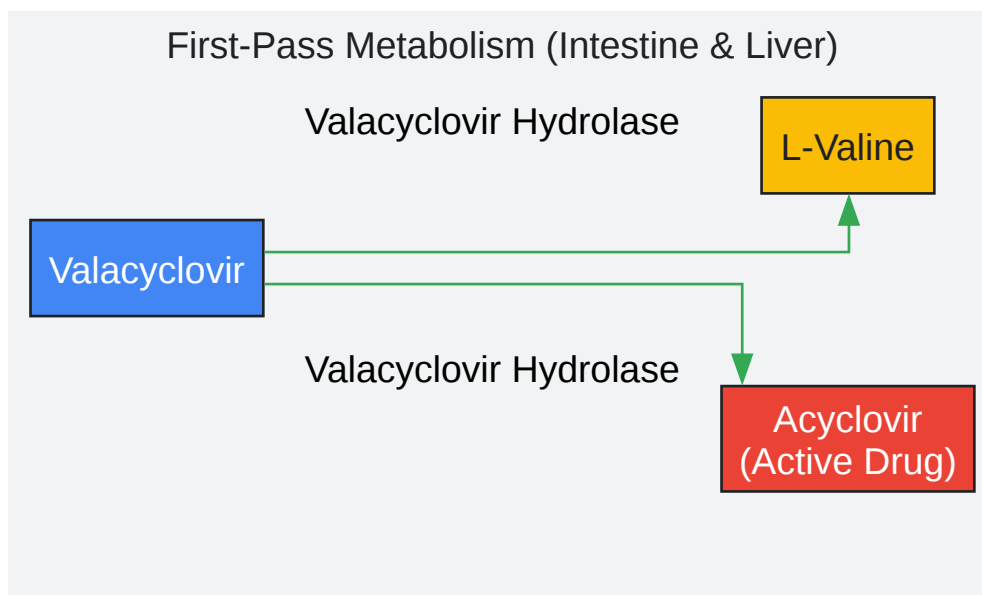 First-Pass Metabolism (Intestine & Liver)
Valacyclovir Hydrolase
L-Valine
Valacyclovir
Valacyclovir Hydrolase
Acyclovir
(Active Drug)